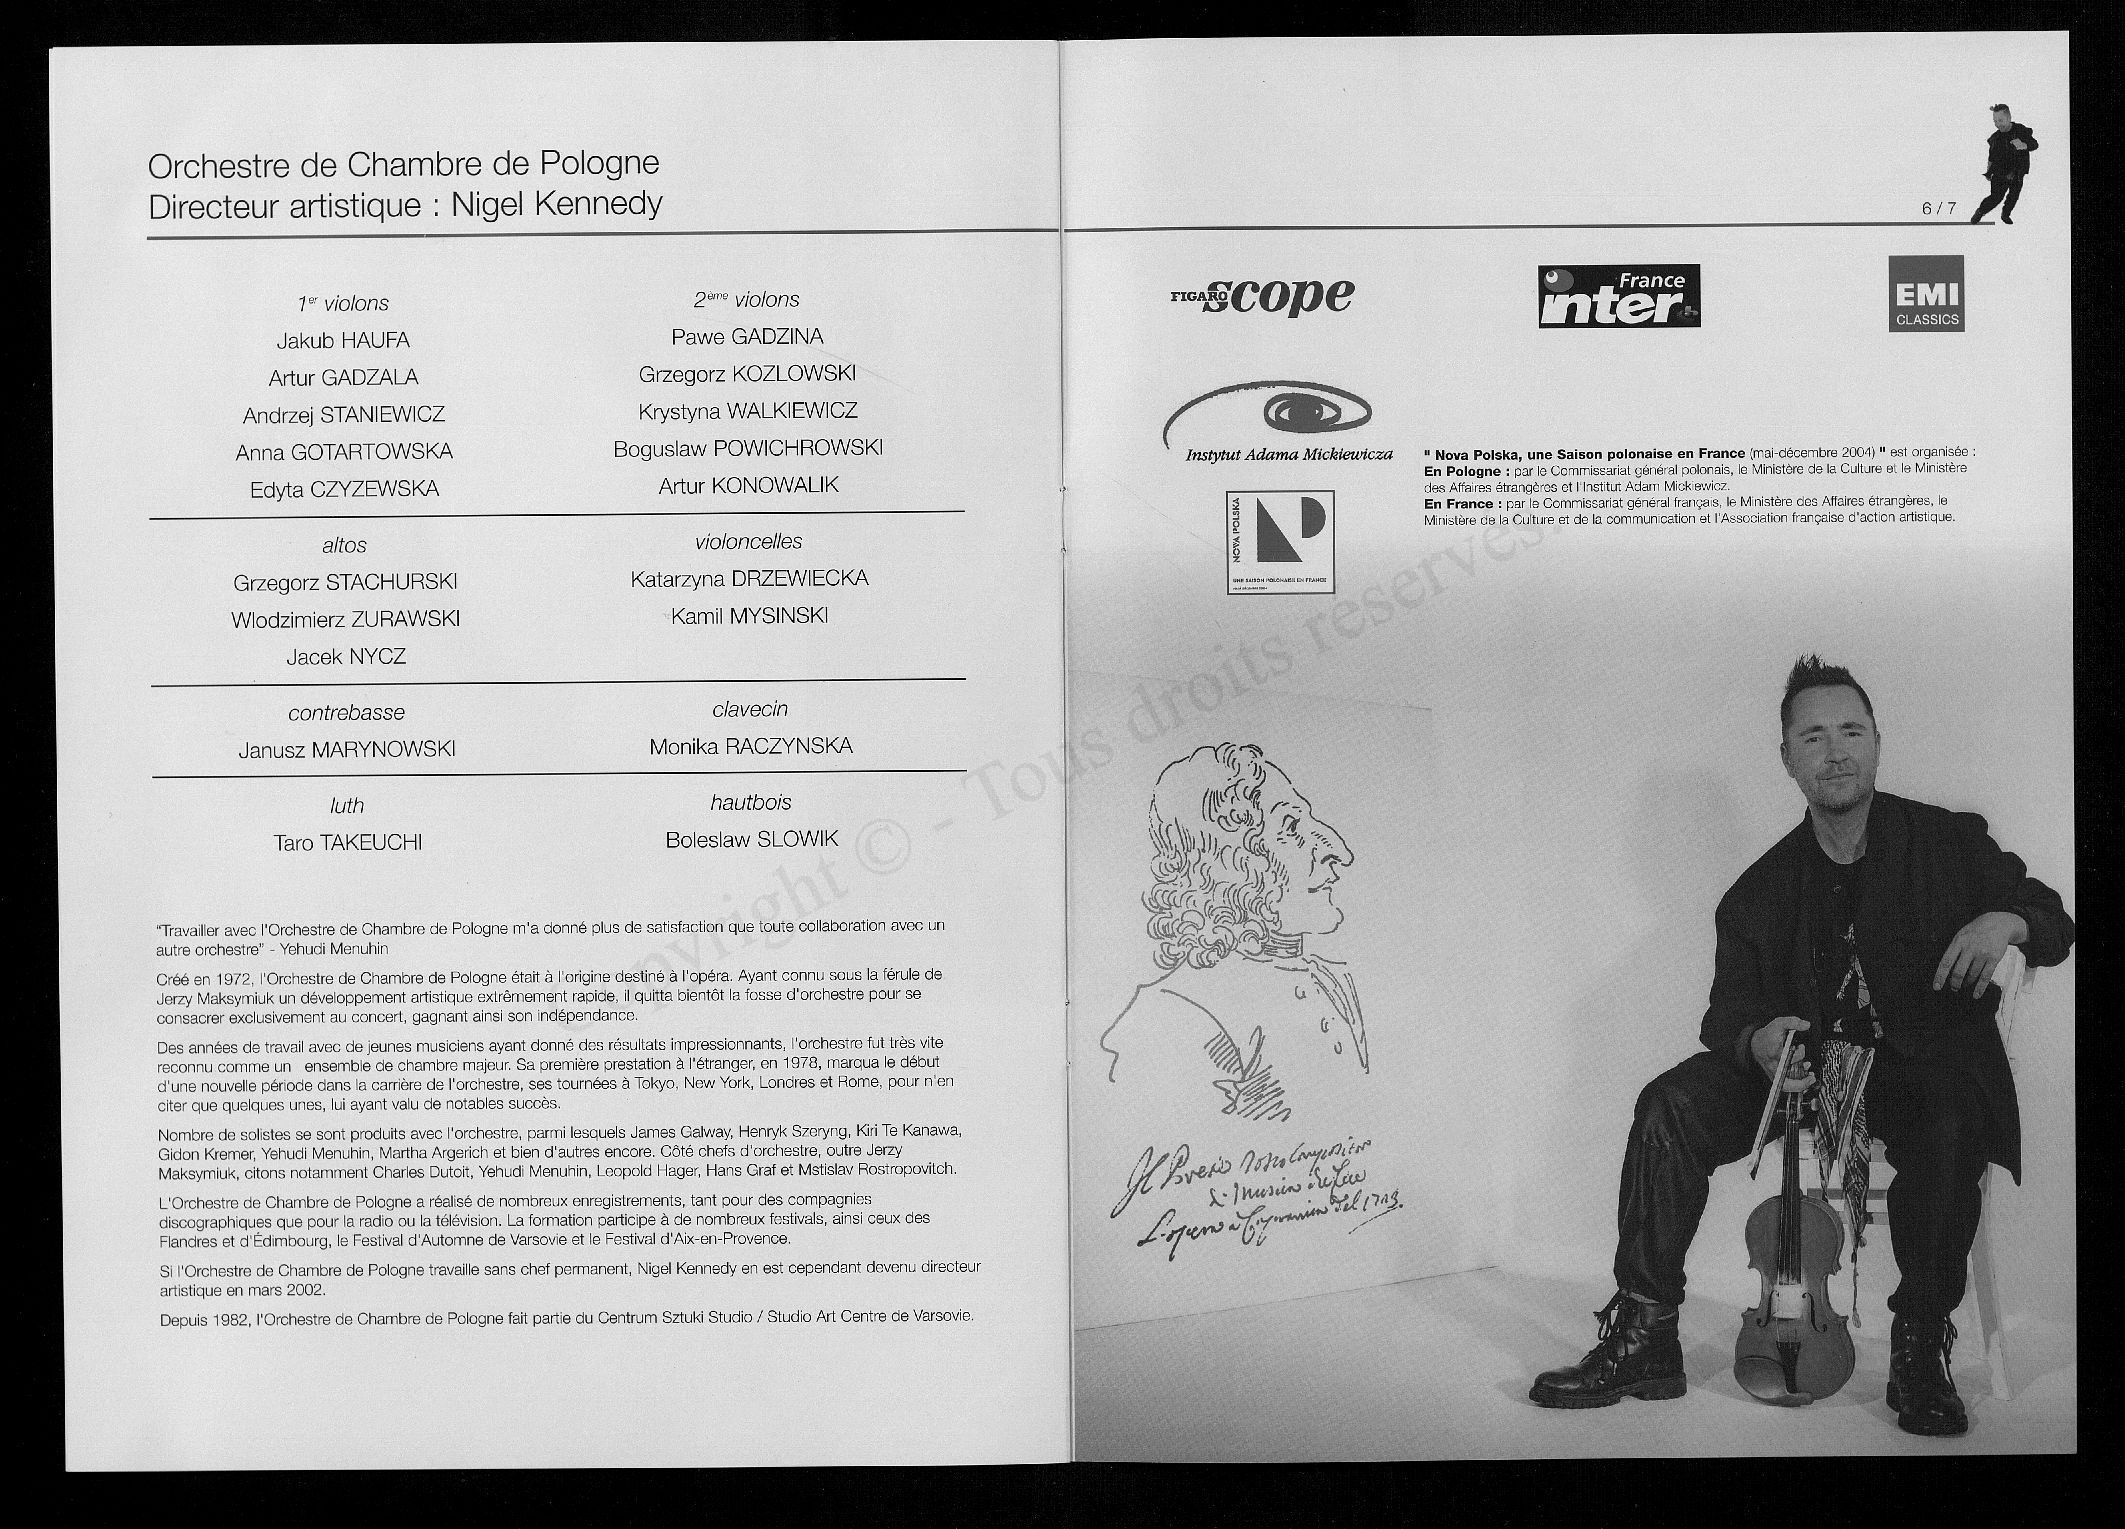 Orchestre de Chambre de Pologne
Directeur artistique : Nigel Kennedy
1er violons
Jakub HAUFA
Artur GADZALA
Andrzej STANIEWICZ
Anna GOTARTOWSKA
Edyta CZYZEWSKA
2ème violons
Pawe GADZINA
Grzegorz KOZLOWSKI
Krystyna WALKIEWICZ
Boguslaw POWICHROWSKI
Artur KONOWALIK
altos
Grzegorz STACHURSKI
Wlodzimierz ZURAWSKI
Jacek NYCZ
violoncelles
Katarzyna DRZEWIECKA
Kamil MYSINSKI
contrebasse
Janusz MARYNOWSKI
clavecin
Monika RACZYNSKA
luth
Taro TAKEUCHI
hautbois
Boleslaw SLOWIK
"Travailler avec l'Orchestre de Chambre de Pologne m'a donné plus de satisfaction que toute collaboration avec un
autre orchestre" - Yehudi Menuhin
Créé en 1972, l'Orchestre de Chambre de Pologne était à l'origine destiné à l'opéra. Ayant connu sous la férule de
Jerzy Maksymiuk un développement artistique extrêmement rapide, il quitta bientôt la fosse d'orchestre pour se
consacrer exclusivement au concert, gagnant ainsi son indépendance.
Des années de travail avec de jeunes musiciens ayant donné des résultats impressionnants, l'orchestre fut très vite
reconnu comme un ensemble de chambre majeur. Sa première prestation à l'étranger, en 1978, marqua le début
d'une nouvelle période dans la carrière de l'orchestre, ses tournées à Tokyo, New York, Londres et Rome, pour n'en
citer que quelques unes, lui ayant valu de notables succès.
Nombre de solistes se sont produits avec l'orchestre, parmi lesquels James Galway, Henryk Szeryng, Kiri Te Kanawa,
Gidon Kremer, Yehudi Menuhin, Martha Argerich et bien d'autres encore. Côté chefs d'orchestre, outre Jerzy
Maksymiuk, citons notamment Charles Dutoit, Yehudi Menuhin, Leopold Hager, Hans Graf et Mstislav Rostropovitch.
L'Orchestre de Chambre de Pologne a réalisé de nombreux enregistrements, tant pour des compagnies
discographiques que pour la radio ou la télévision. La formation participe à de nombreux festivals, ainsi ceux des
Flandres et d'Édimbourg, le Festival d'Automne de Varsovie et le Festival d'Aix-en-Provence.
Si l'Orchestre de Chambre de Pologne travaille sans chef permanent, Nigel Kennedy en est cependant devenu directeur
artistique en mars 2002.
Depuis 1982, l'Orchestre de Chambre de Pologne fait partie du Centrum Sztuki Studio / Studio Art Centre de Varsovie.
6 / 7
FIGARO SCOPE
France
inter
EMI
CLASSICS
Instytut Adama Mickiewicza
NOVA POLSKA
NP
UNE SAISON POLONAISE EN FRANCE
" Nova Polska, une Saison polonaise en France (mai-décembre 2004) " est organisée :
En Pologne : par le Commissariat général polonais, le Ministère de la Culture et le Ministère
des Affaires étrangères et l'Institut Adam Mickiewicz.
En France : par le Commissariat général français, le Ministère des Affaires étrangères, le
Ministère de la Culture et de la communication et l'Association française d'action artistique.
Copyright © - Tous droits réservés.
Il
1723.